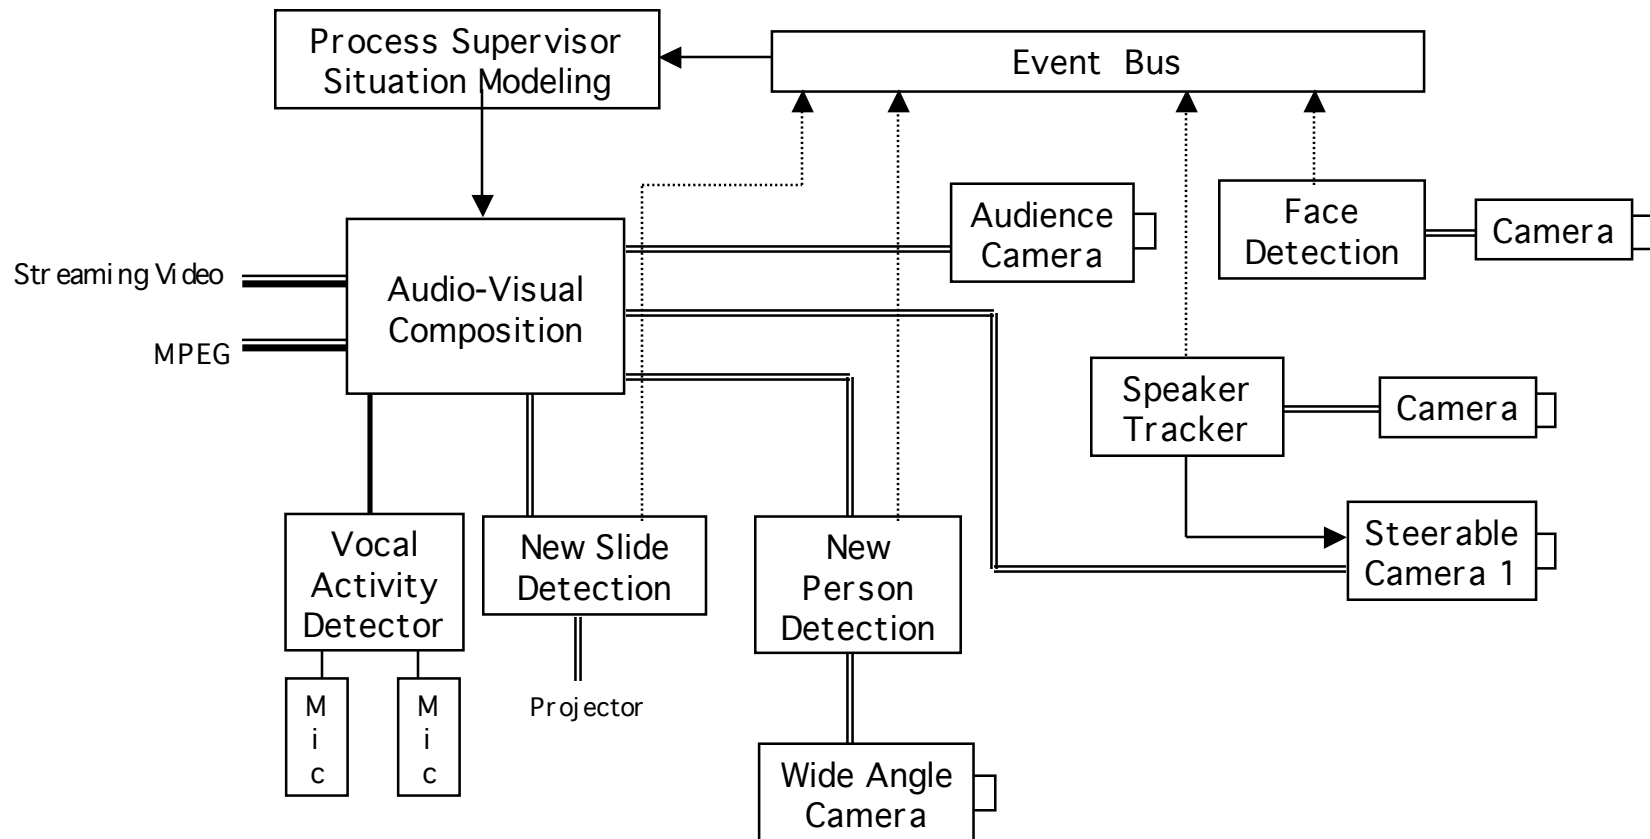 Process Supervisor
Situation Modeling
Event Bus
Audience
Camera
Face
Detection
Camera
Streaming Video
MPEG
Audio-Visual
Composition
Speaker
Tracker
Camera
Steerable
Camera 1
Vocal
Activity
Detector
New Slide
Detection
New
Person
Detection
M
i
c
M
i
c
Projector
Wide Angle
Camera